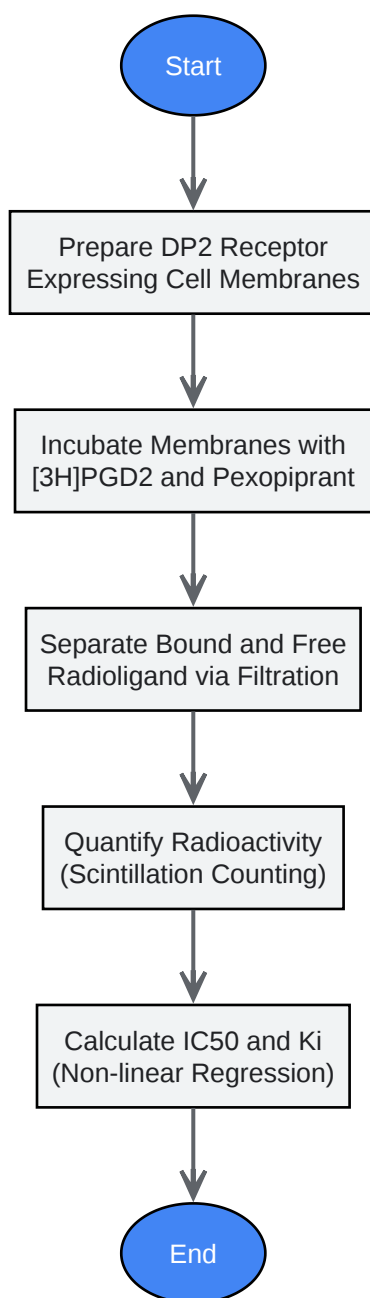 Start
Prepare DP2 Receptor
Expressing Cell Membranes
Incubate Membranes with
[3H]PGD2 and Pexopiprant
Separate Bound and Free
Radioligand via Filtration
Quantify Radioactivity
(Scintillation Counting)
Calculate IC50 and Ki
(Non-linear Regression)
End